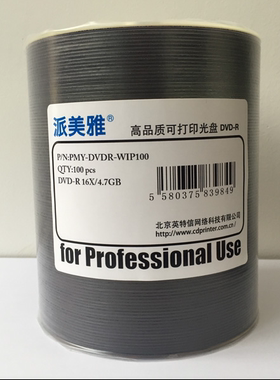 派美雅® 高品质可打印光盘 DVD-R
P/N:PMY-DVDR-WIP100
QTY:100 pcs
DVD-R 16X/4.7GB
5 580375 839849
北京英特信网络科技有限公司
http://www.cdprinter.com.cn
for Professional Use